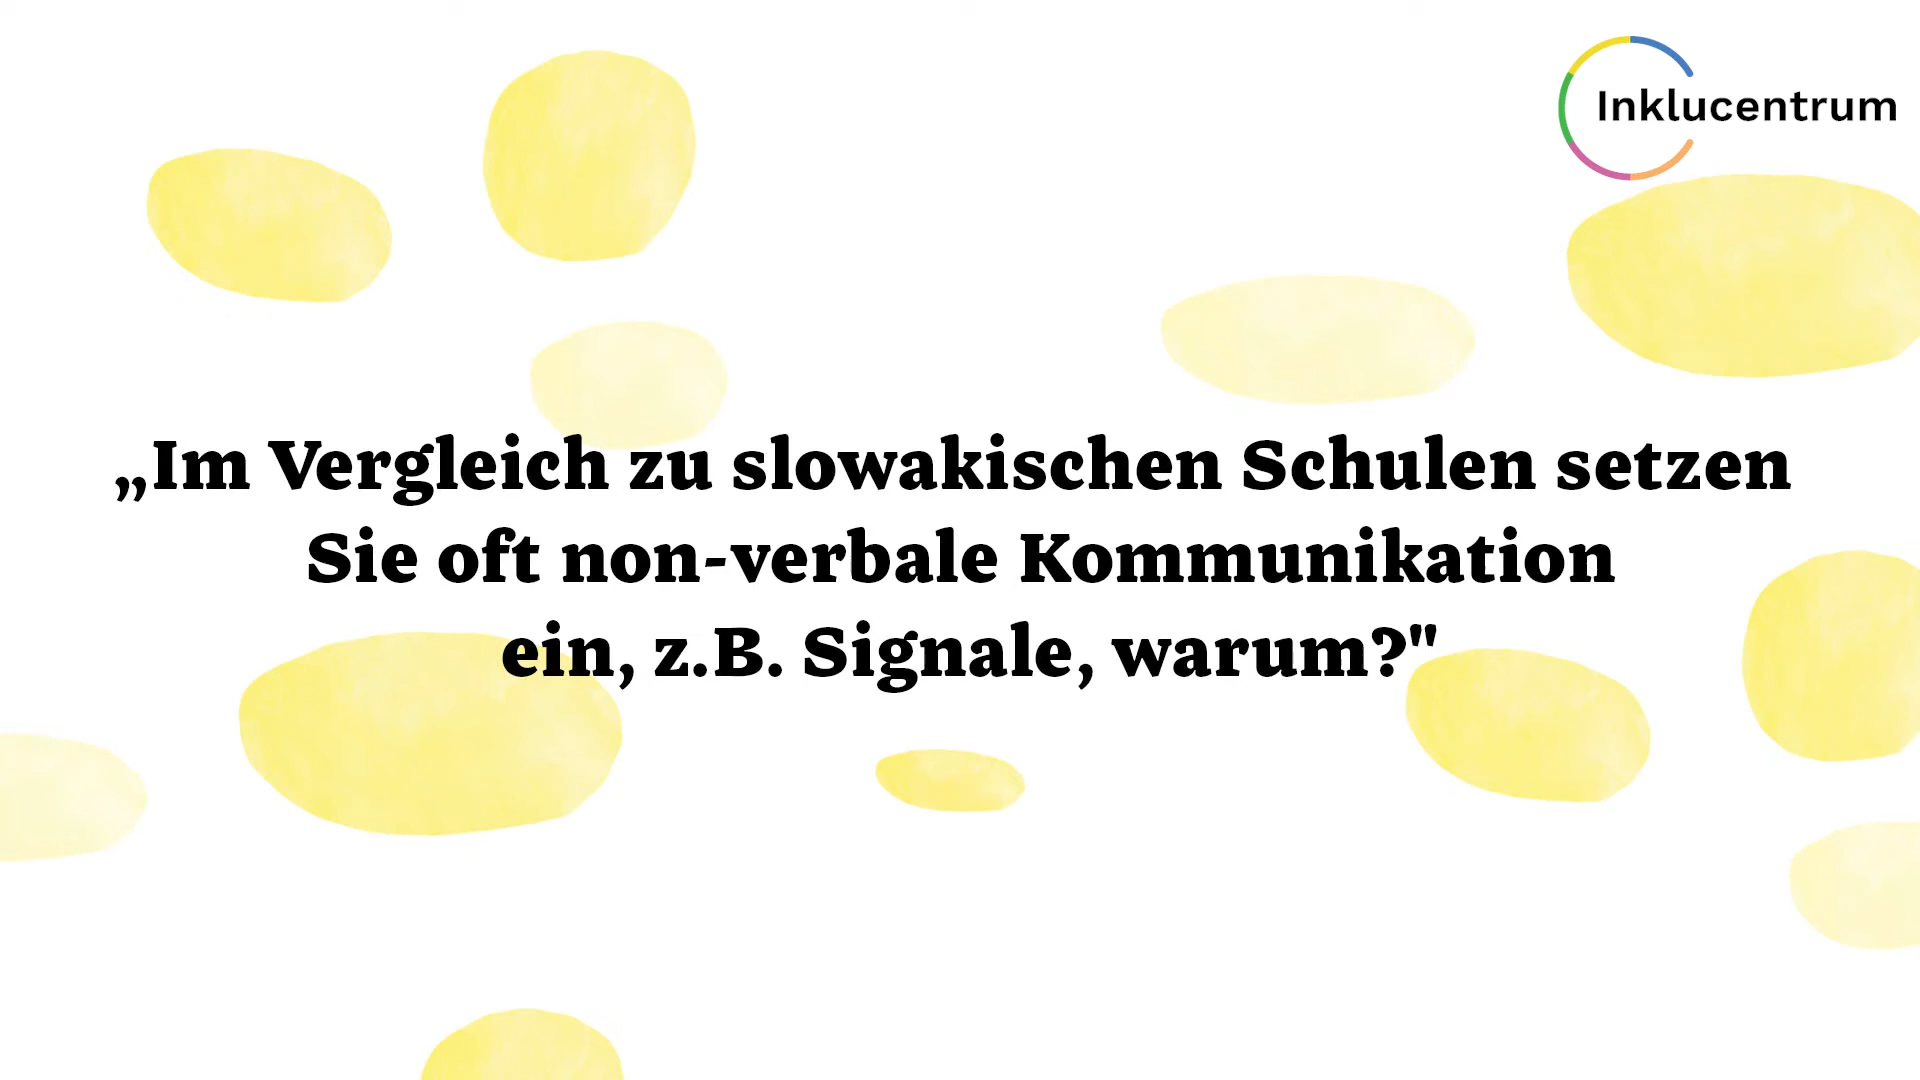 Inklucentrum
„Im Vergleich zu slowakischen Schulen setzen
Sie oft non-verbale Kommunikation
ein, z.B. Signale, warum?"